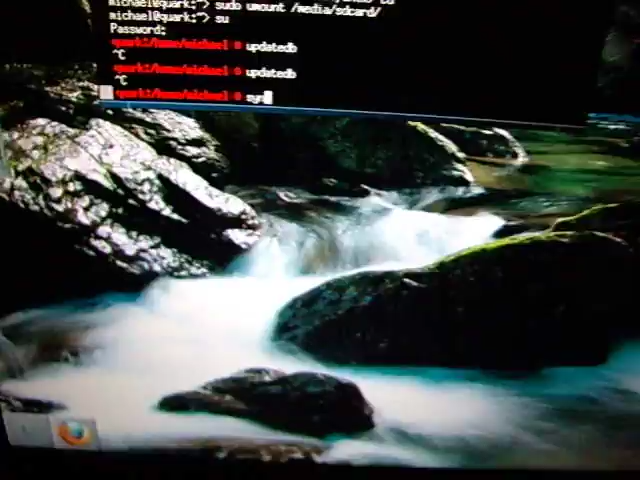 michael@quark:~> sudo umount /media/sdcard/
michael@quark:~> su
Password:
quark:/home/michael # updatedb
^C
quark:/home/michael # updatedb
^C
quark:/home/michael # syn